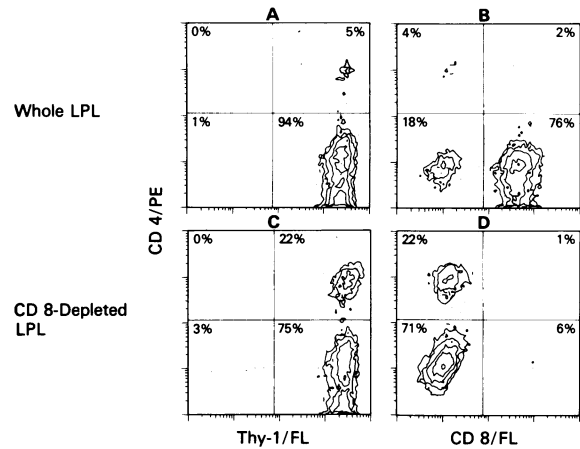 A
B
0%
5%
4%
2%
Whole LPL
1%
94%
18%
76%
CD 4/PE
C
D
0%
22%
22%
1%
CD 8-Depleted
LPL
3%
75%
71%
6%
Thy-1/FL
CD 8/FL